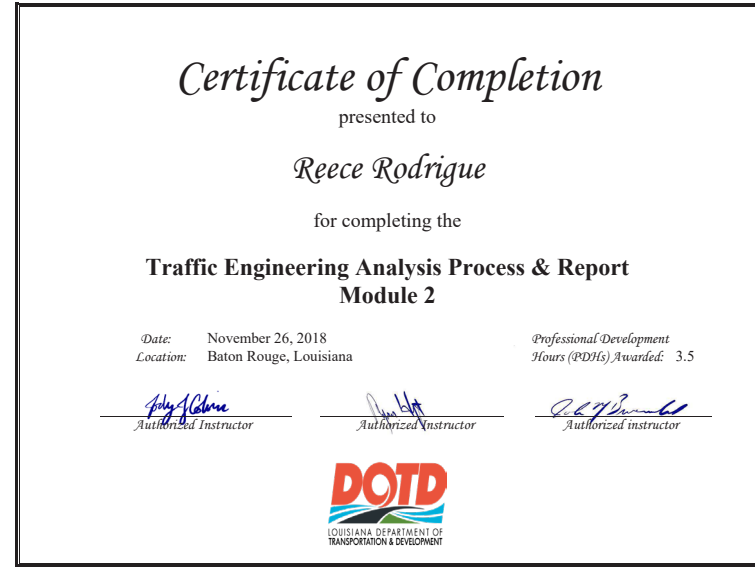 Certificate of Completion
presented to
Reece Rodrigue
for completing the
Traffic Engineering Analysis Process & Report
Module 2
Date: November 26, 2018
Location: Baton Rouge, Louisiana
Professional Development
Hours (PDHs) Awarded: 3.5
Authorized Instructor
Authorized Instructor
Authorized instructor
DOTD
LOUISIANA DEPARTMENT OF
TRANSPORTATION & DEVELOPMENT